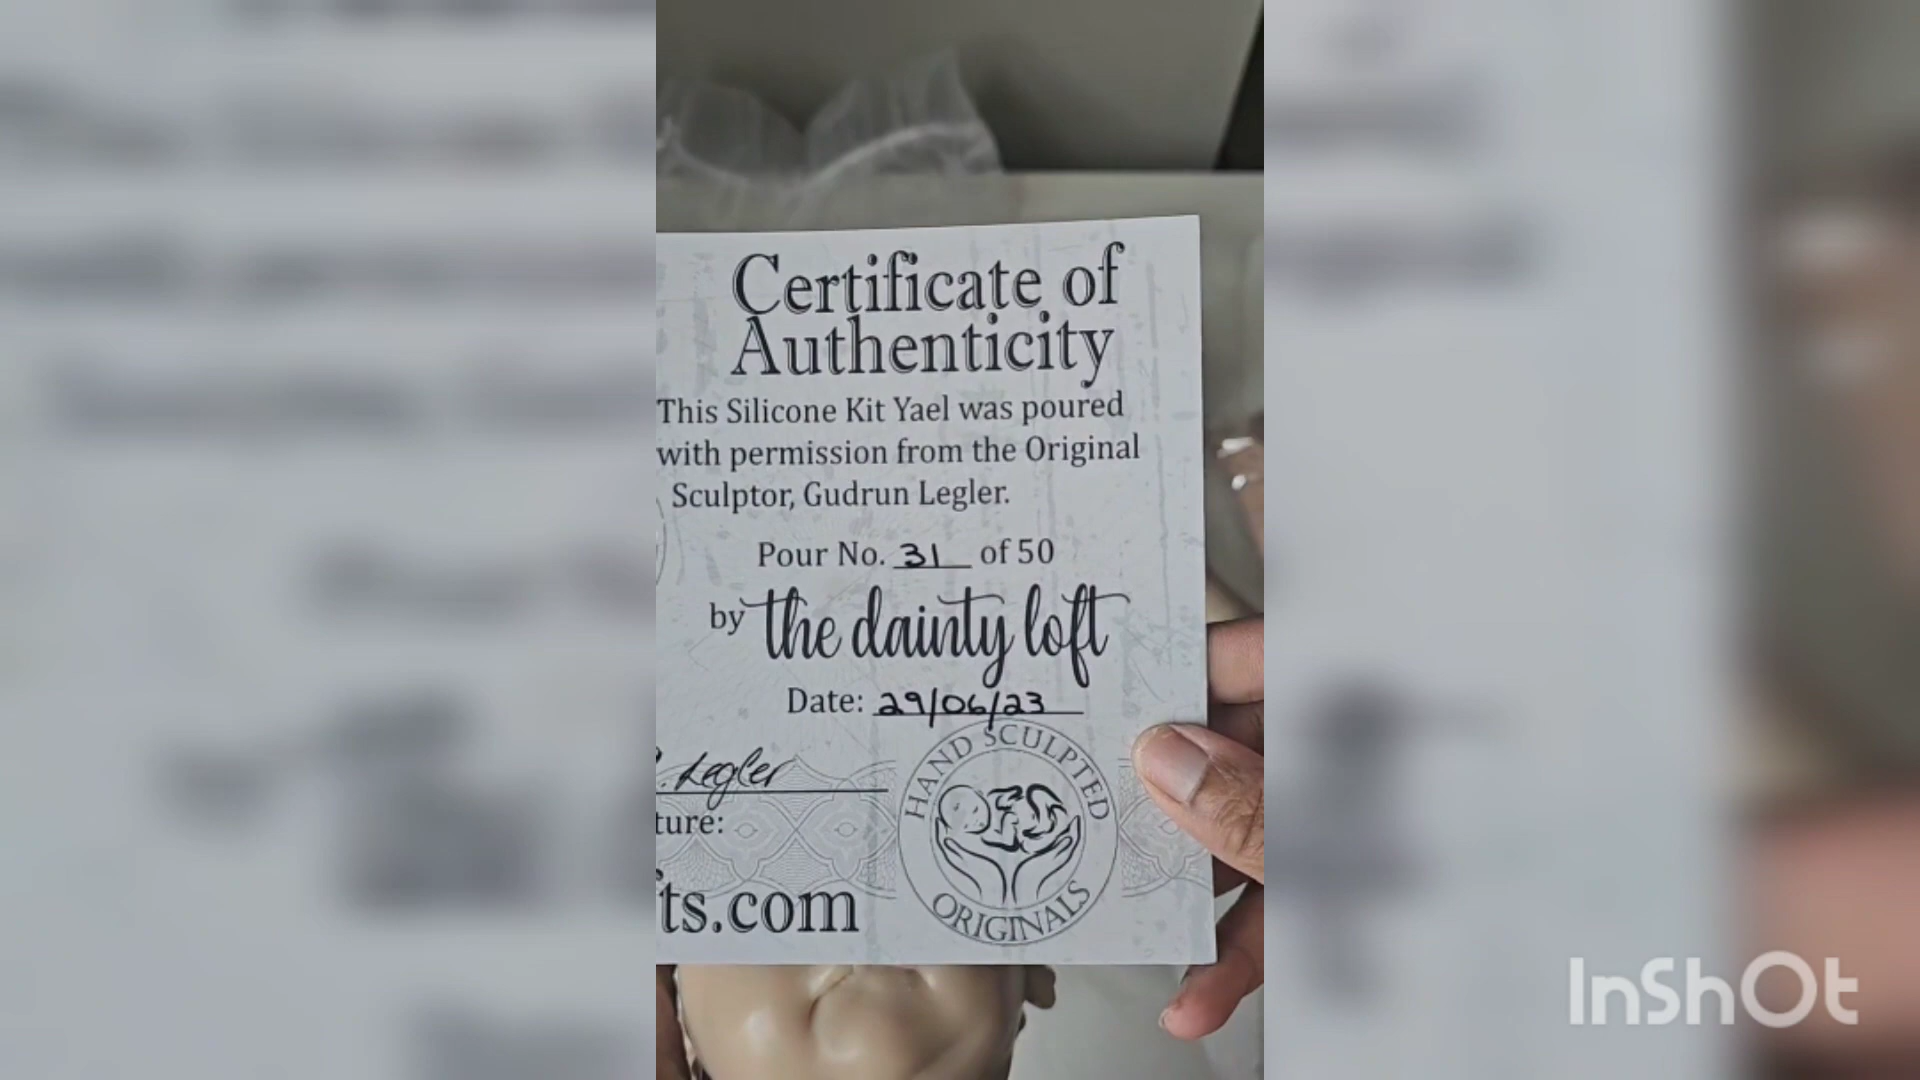 Certificate of
Authenticity
This Silicone Kit Yael was poured
with permission from the Original
Sculptor, Gudrun Legler.
Pour No. 31 of 50
by the dainty loft
Date: 29/06/23
. Legler
ture:
ts.com
HAND SCULPTED
ORIGINALS
InShOt